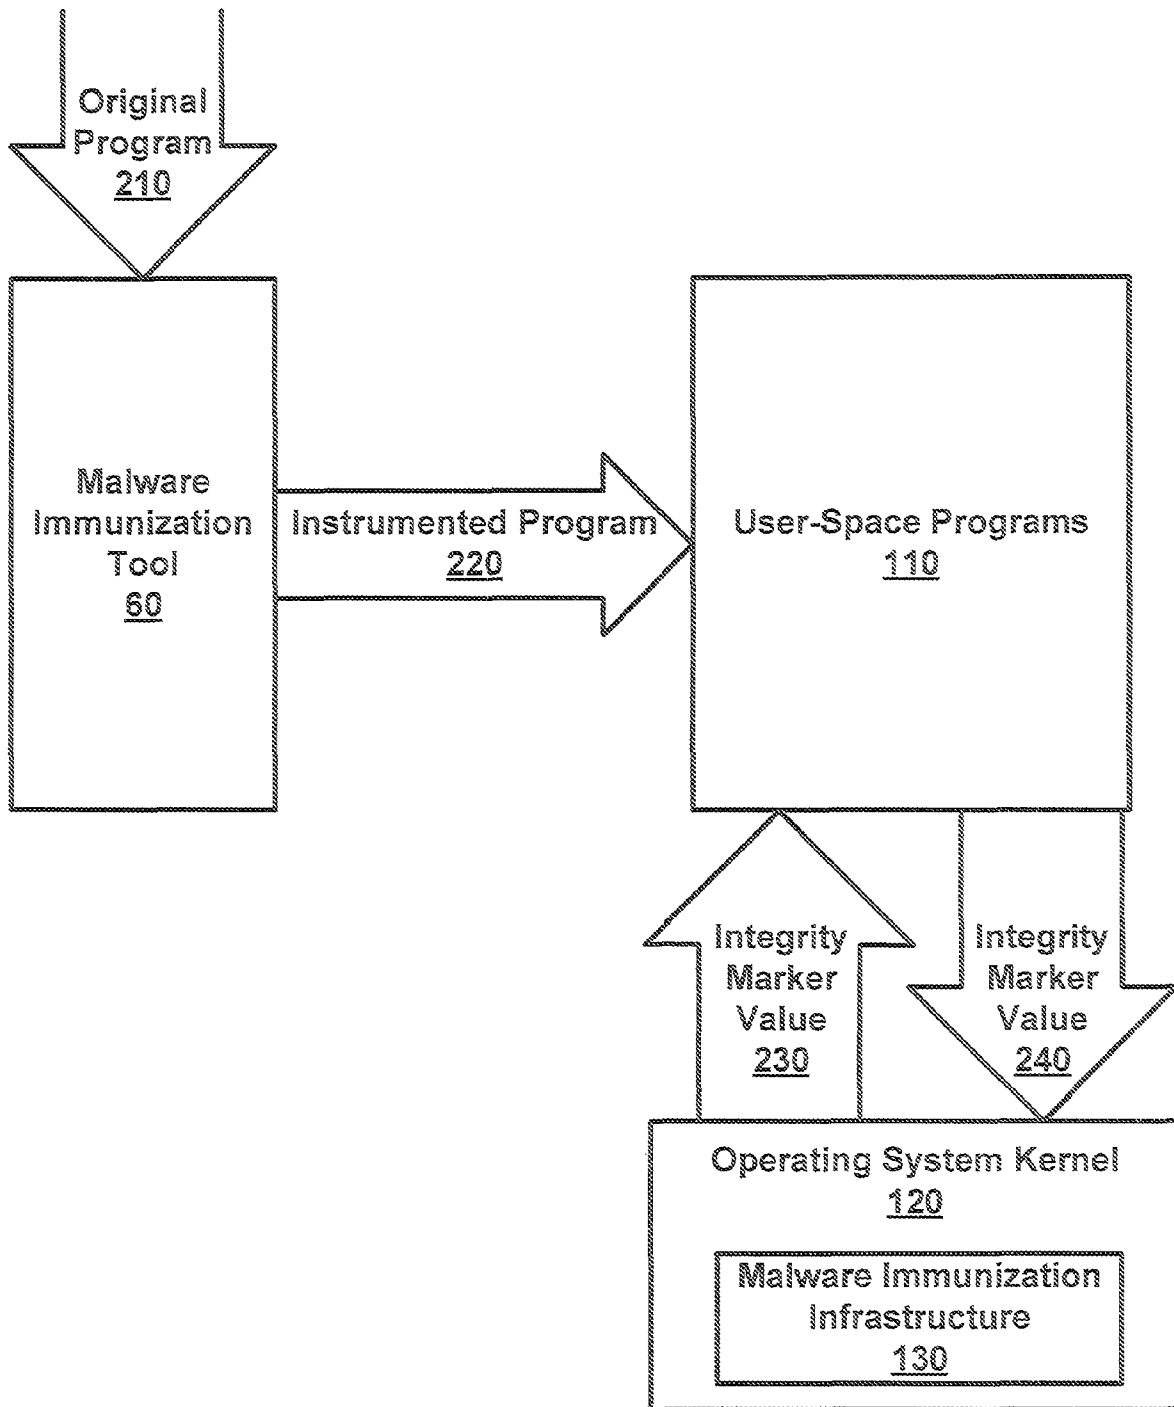 Original
Program
210
Malware
Immunization
Tool
60
Instrumented Program
220
User-Space Programs
110
Integrity
Marker
Value
230
Integrity
Marker
Value
240
Operating System Kernel
120
Malware Immunization
Infrastructure
130